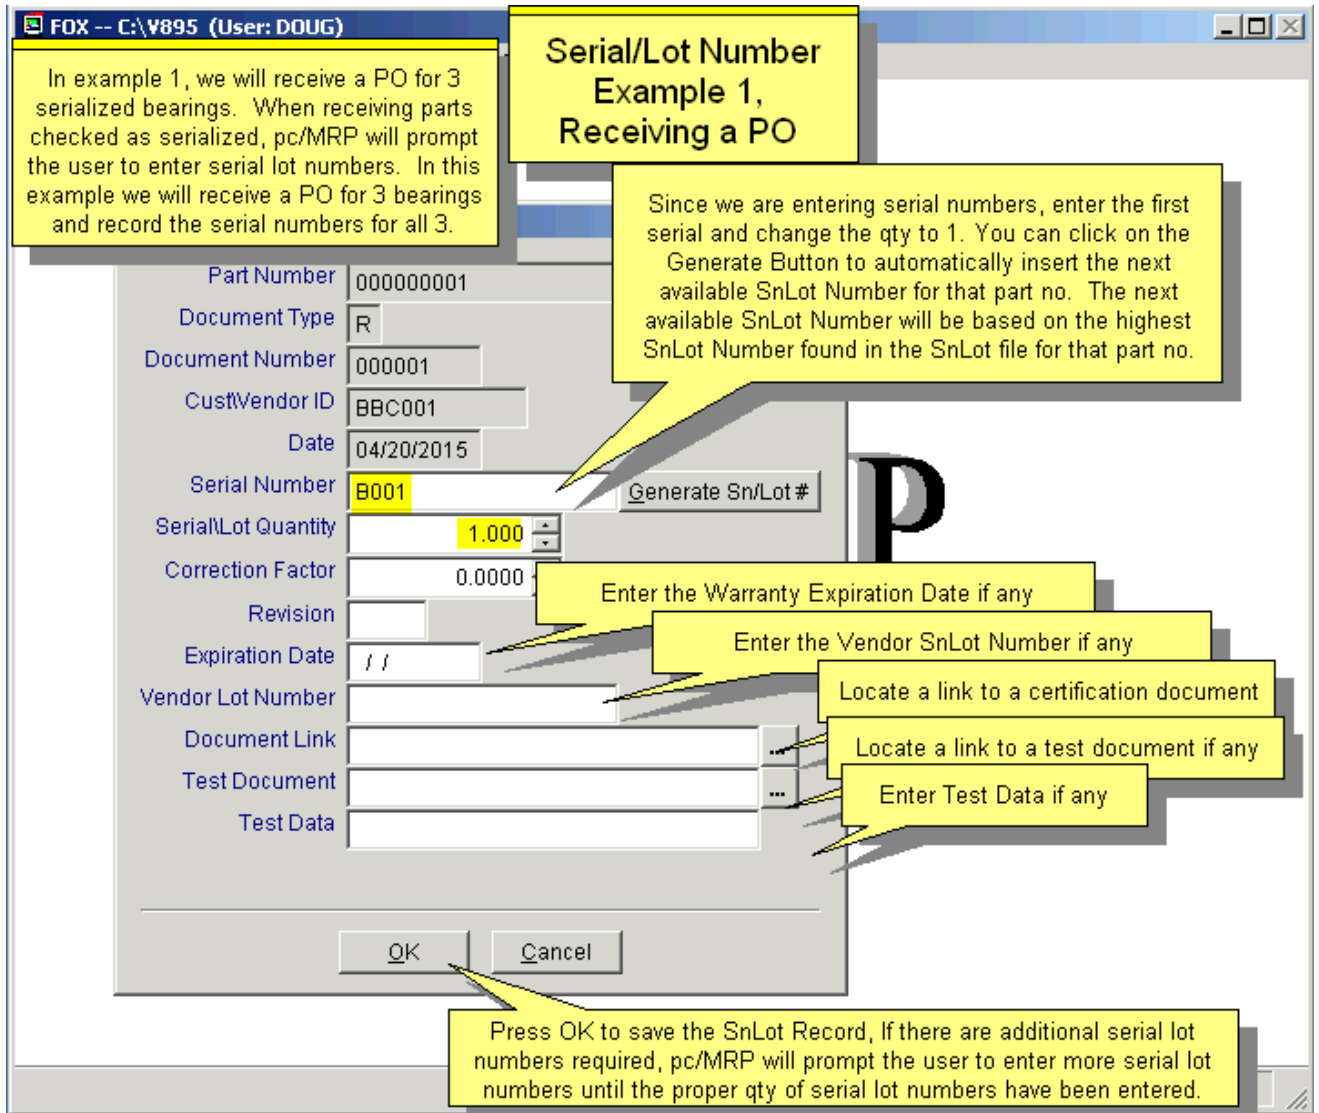 FOX -- C:\V895 (User: DOUG)
Serial/Lot Number
Example 1,
Receiving a PO
In example 1, we will receive a PO for 3
serialized bearings. When receiving parts
checked as serialized, pc/MRP will prompt
the user to enter serial lot numbers. In this
example we will receive a PO for 3 bearings
and record the serial numbers for all 3.
Since we are entering serial numbers, enter the first
serial and change the qty to 1. You can click on the
Generate Button to automatically insert the next
available SnLot Number for that part no. The next
available SnLot Number will be based on the highest
SnLot Number found in the SnLot file for that part no.
Part Number 000000001
Document Type R
Document Number 000001
Cust\Vendor ID BBC001
Date 04/20/2015
Serial Number B001 Generate Sn/Lot #
Serial\Lot Quantity 1.000
Correction Factor 0.0000
P
Enter the Warranty Expiration Date if any
Revision
Enter the Vendor SnLot Number if any
Expiration Date / /
Locate a link to a certification document
Vendor Lot Number
Document Link ...
Locate a link to a test document if any
Test Document ...
Enter Test Data if any
Test Data
OK Cancel
Press OK to save the SnLot Record, If there are additional serial lot
numbers required, pc/MRP will prompt the user to enter more serial lot
numbers until the proper qty of serial lot numbers have been entered.